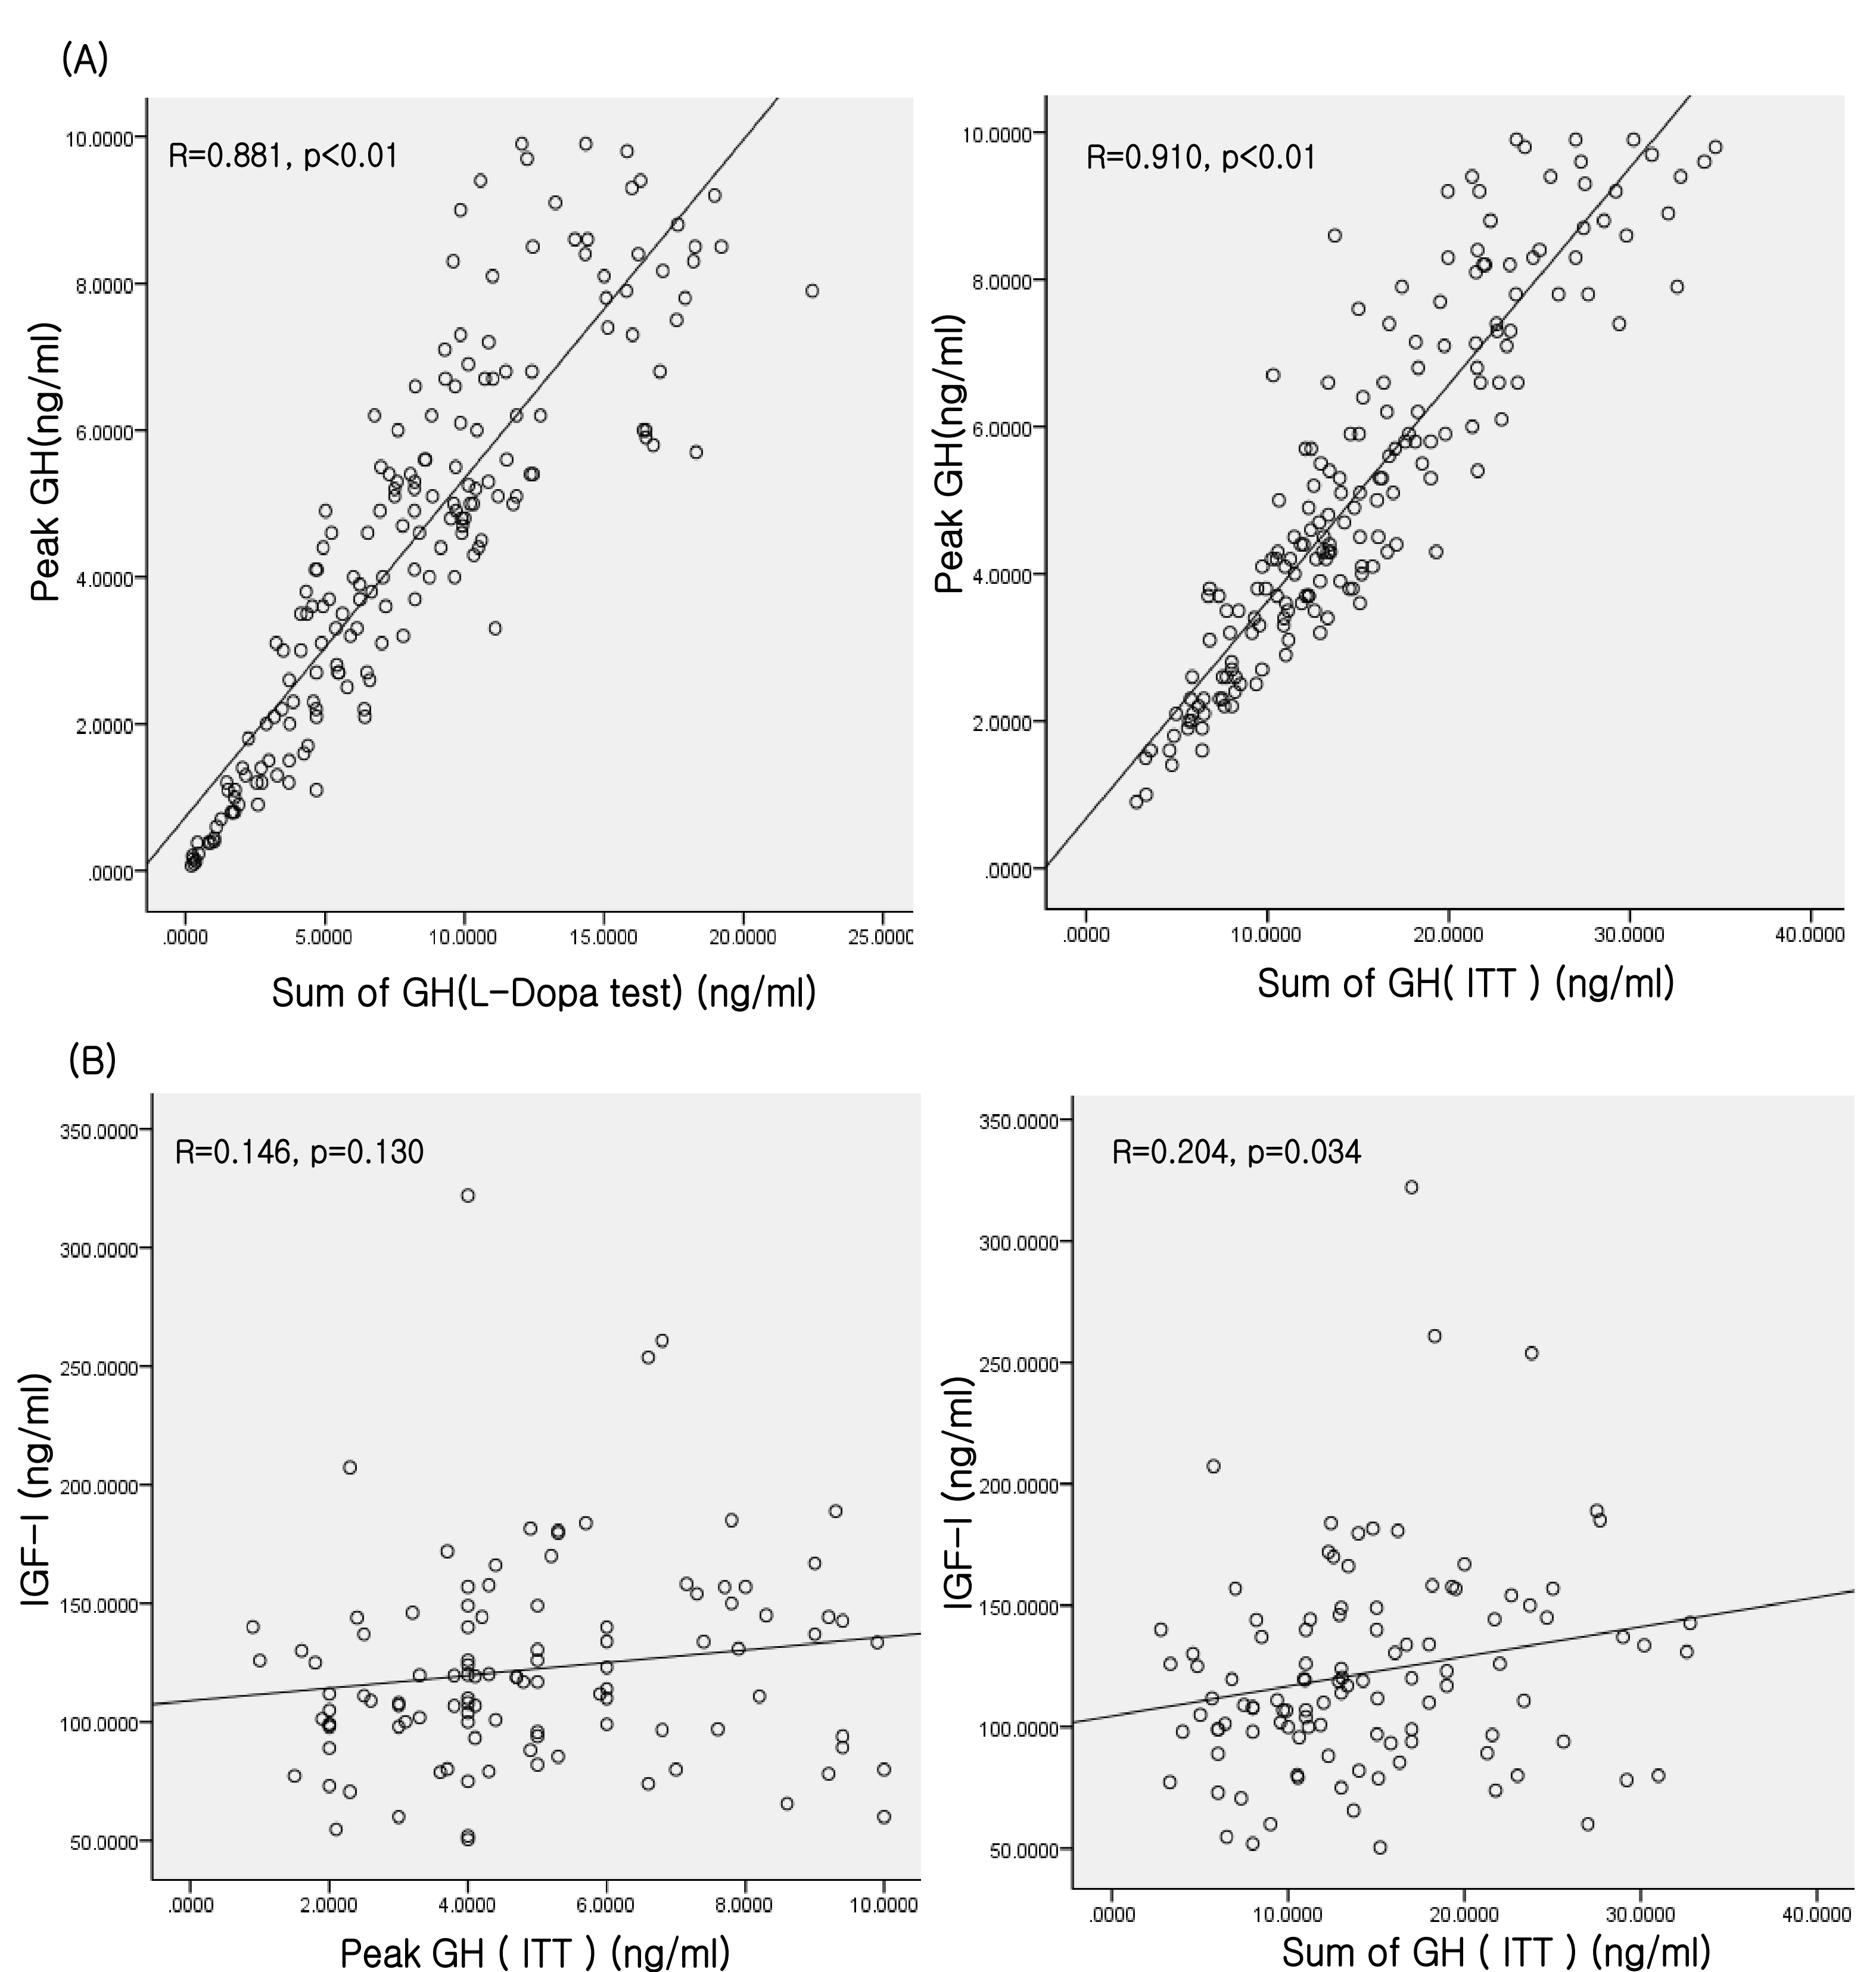 (A)
R=0.881, p<0.01
10.0000
8.0000
6.0000
4.0000
2.0000
.0000
Peak GH(ng/ml)
.0000 5.0000 10.0000 15.0000 20.0000 25.0000
Sum of GH(L-Dopa test) (ng/ml)
R=0.910, p<0.01
10.0000
8.0000
6.0000
4.0000
2.0000
.0000
Peak GH(ng/ml)
.0000 10.0000 20.0000 30.0000 40.0000
Sum of GH( ITT ) (ng/ml)
(B)
R=0.146, p=0.130
350.0000
300.0000
250.0000
200.0000
150.0000
100.0000
50.0000
IGF-I (ng/ml)
.0000 2.0000 4.0000 6.0000 8.0000 10.0000
Peak GH ( ITT ) (ng/ml)
R=0.204, p=0.034
350.0000
300.0000
250.0000
200.0000
150.0000
100.0000
50.0000
IGF-I (ng/ml)
.0000 10.0000 20.0000 30.0000 40.0000
Sum of GH ( ITT ) (ng/ml)